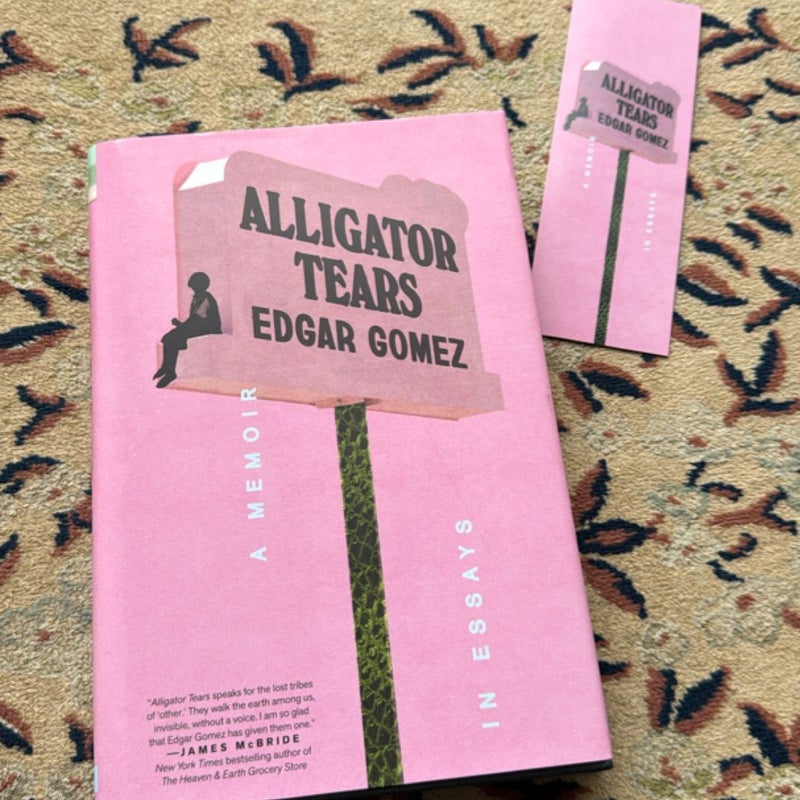 ALLIGATOR
TEARS
EDGAR GOMEZ
A MEMOIR
IN ESSAYS
“Alligator Tears speaks for the lost tribes
of ‘other.’ They walk the earth among us,
invisible, without a voice. I am so glad
that Edgar Gomez has given them one.”
—JAMES McBRIDE
New York Times bestselling author of
The Heaven & Earth Grocery Store
ALLIGATOR
TEARS
EDGAR GOMEZ
A MEMOIR
IN ESSAYS